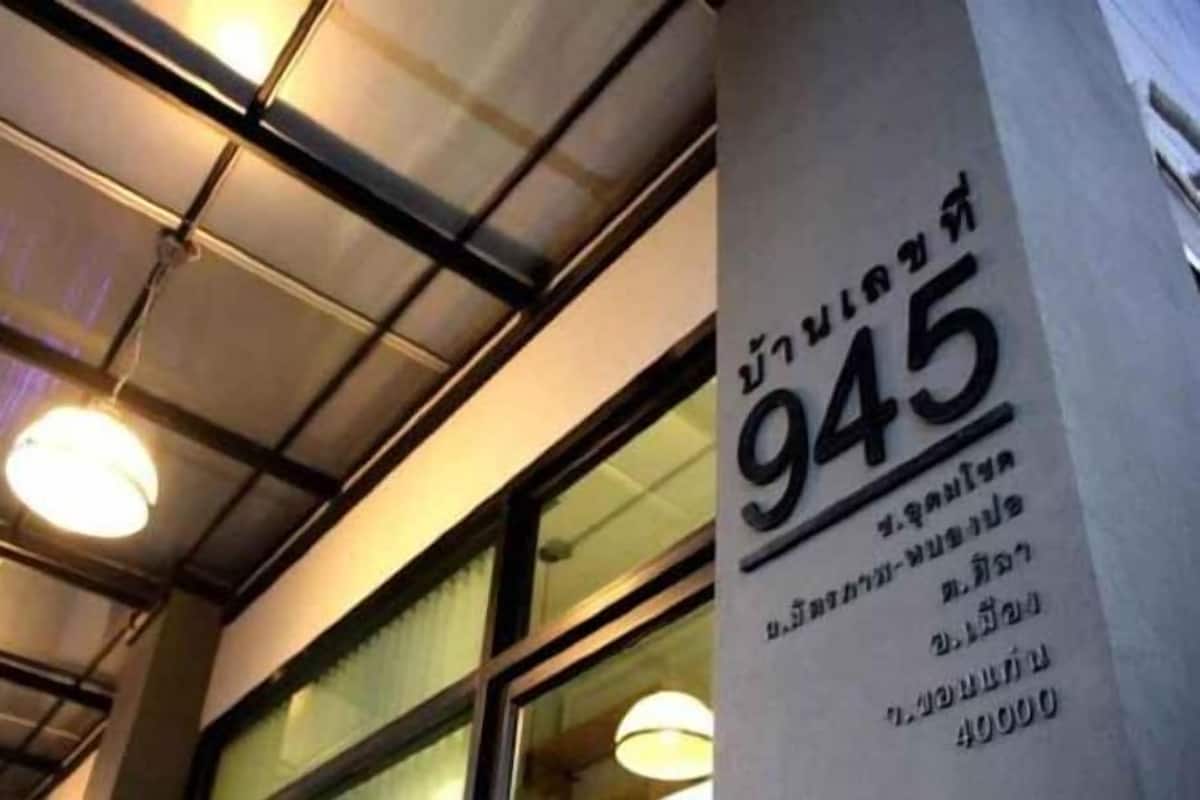 บ้านเลขที่
945
ซ.อุดมโชค
ถ.มิตรภาพ-หนองปอ
ต.ศิลา
อ.เมือง
จ.ขอนแก่น
40000